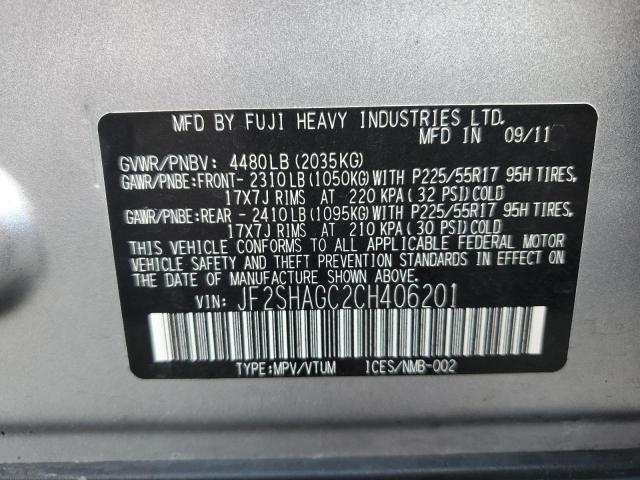 MFD BY FUJI HEAVY INDUSTRIES LTD.
MFD IN 09/11
GVWR/PNBV: 4480LB (2035KG)
GAWR/PNBE:FRONT- 2310LB (1050KG)WITH P225/55R17 95H TIRES,
17X7J RIMS AT 220 KPA (32 PSI)COLD
GAWR/PNBE:REAR - 2410LB (1095KG)WITH P225/55R17 95H TIRES,
17X7J RIMS AT 210 KPA (30 PSI)COLD
THIS VEHICLE CONFORMS TO ALL APPLICABLE FEDERAL MOTOR
VEHICLE SAFETY AND THEFT PREVENTION STANDARDS IN EFFECT ON
THE DATE OF MANUFACTURE SHOWN ABOVE.
VIN: JF2SHAGC2CH406201
TYPE:MPV/VTUM ICES/NMB-002